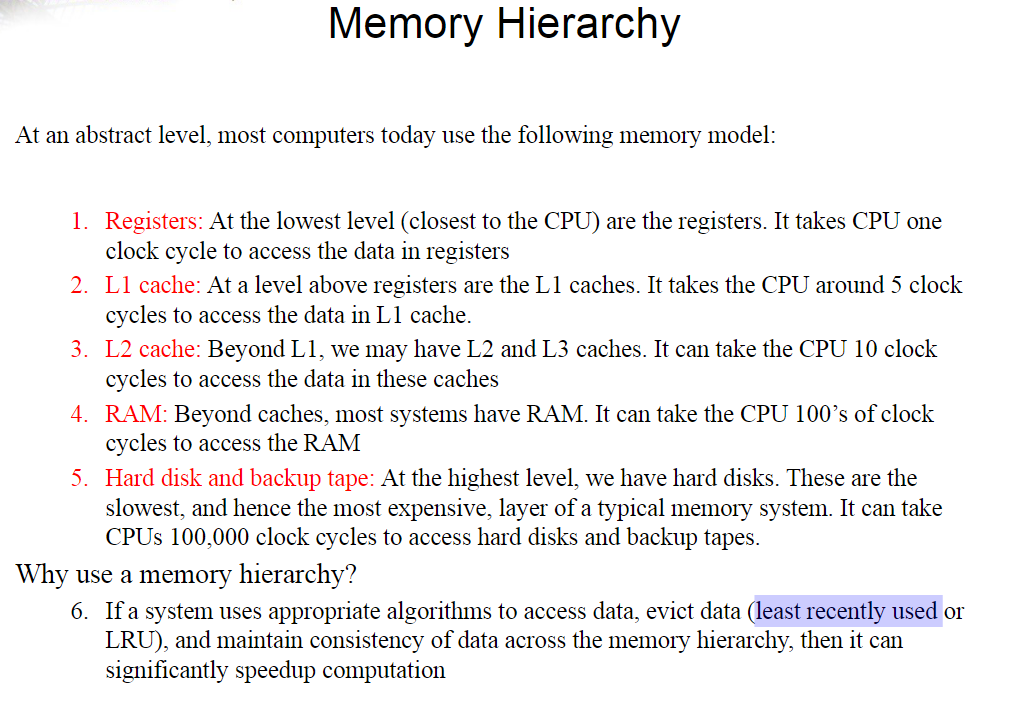 Memory Hierarchy
At an abstract level, most computers today use the following memory model:
1. Registers: At the lowest level (closest to the CPU) are the registers. It takes CPU one
clock cycle to access the data in registers
2. L1 cache: At a level above registers are the L1 caches. It takes the CPU around 5 clock
cycles to access the data in L1 cache.
3. L2 cache: Beyond L1, we may have L2 and L3 caches. It can take the CPU 10 clock
cycles to access the data in these caches
4. RAM: Beyond caches, most systems have RAM. It can take the CPU 100’s of clock
cycles to access the RAM
5. Hard disk and backup tape: At the highest level, we have hard disks. These are the
slowest, and hence the most expensive, layer of a typical memory system. It can take
CPUs 100,000 clock cycles to access hard disks and backup tapes.
Why use a memory hierarchy?
6. If a system uses appropriate algorithms to access data, evict data (least recently used or
LRU), and maintain consistency of data across the memory hierarchy, then it can
significantly speedup computation